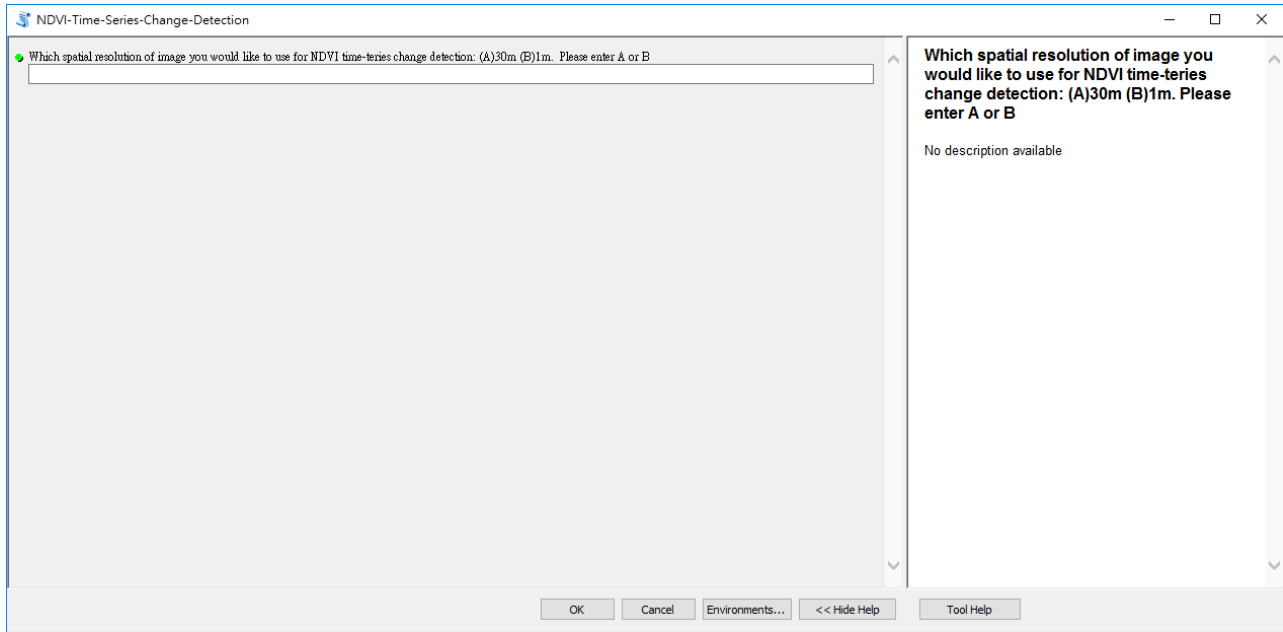 NDVI-Time-Series-Change-Detection
Which spatial resolution of image you would like to use for NDVI time-teries change detection: (A)30m (B)1m.  Please enter A or B
Which spatial resolution of image you
would like to use for NDVI time-teries
change detection: (A)30m (B)1m. Please
enter A or B
No description available
OK
Cancel
Environments...
<< Hide Help
Tool Help